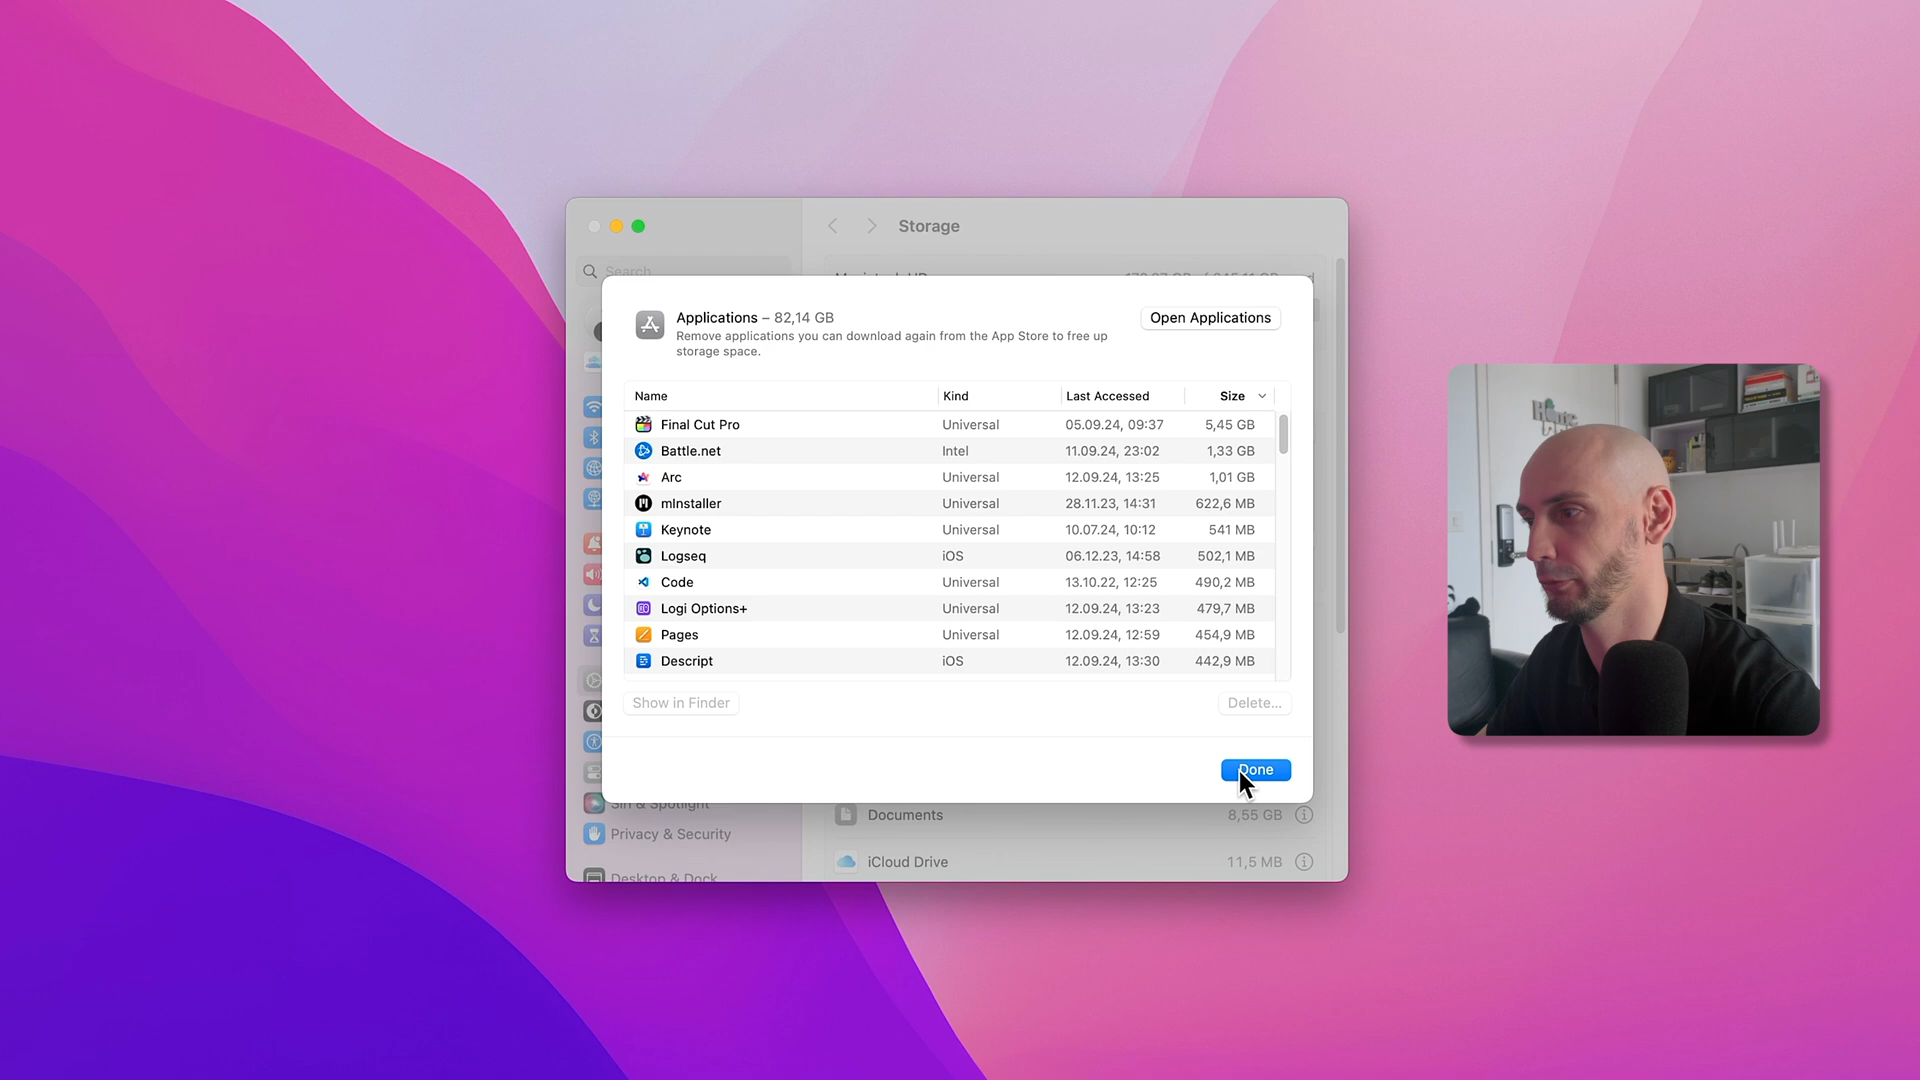 Storage
Search
Applications – 82,14 GB
Remove applications you can download again from the App Store to free up
storage space.
Open Applications
Name Kind Last Accessed Size
Final Cut Pro Universal 05.09.24, 09:37 5,45 GB
Battle.net Intel 11.09.24, 23:02 1,33 GB
Arc Universal 12.09.24, 13:25 1,01 GB
mInstaller Universal 28.11.23, 14:31 622,6 MB
Keynote Universal 10.07.24, 10:12 541 MB
Logseq iOS 06.12.23, 14:58 502,1 MB
Code Universal 13.10.22, 12:25 490,2 MB
Logi Options+ Universal 12.09.24, 13:23 479,7 MB
Pages Universal 12.09.24, 12:59 454,9 MB
Descript iOS 12.09.24, 13:30 442,9 MB
Show in Finder Delete...
Done
Siri & Spotlight
Documents 8,55 GB
Privacy & Security
iCloud Drive 11,5 MB
Desktop & Dock